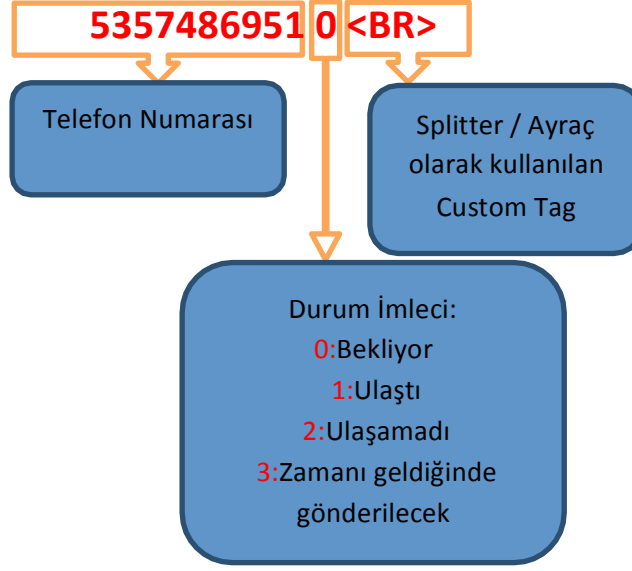 5357486951 0 <BR>
Telefon Numarası
Splitter / Ayraç
olarak kullanılan
Custom Tag
Durum İmleci:
0:Bekliyor
1:Ulaştı
2:Ulaşamadı
3:Zamanı geldiğinde
gönderilecek